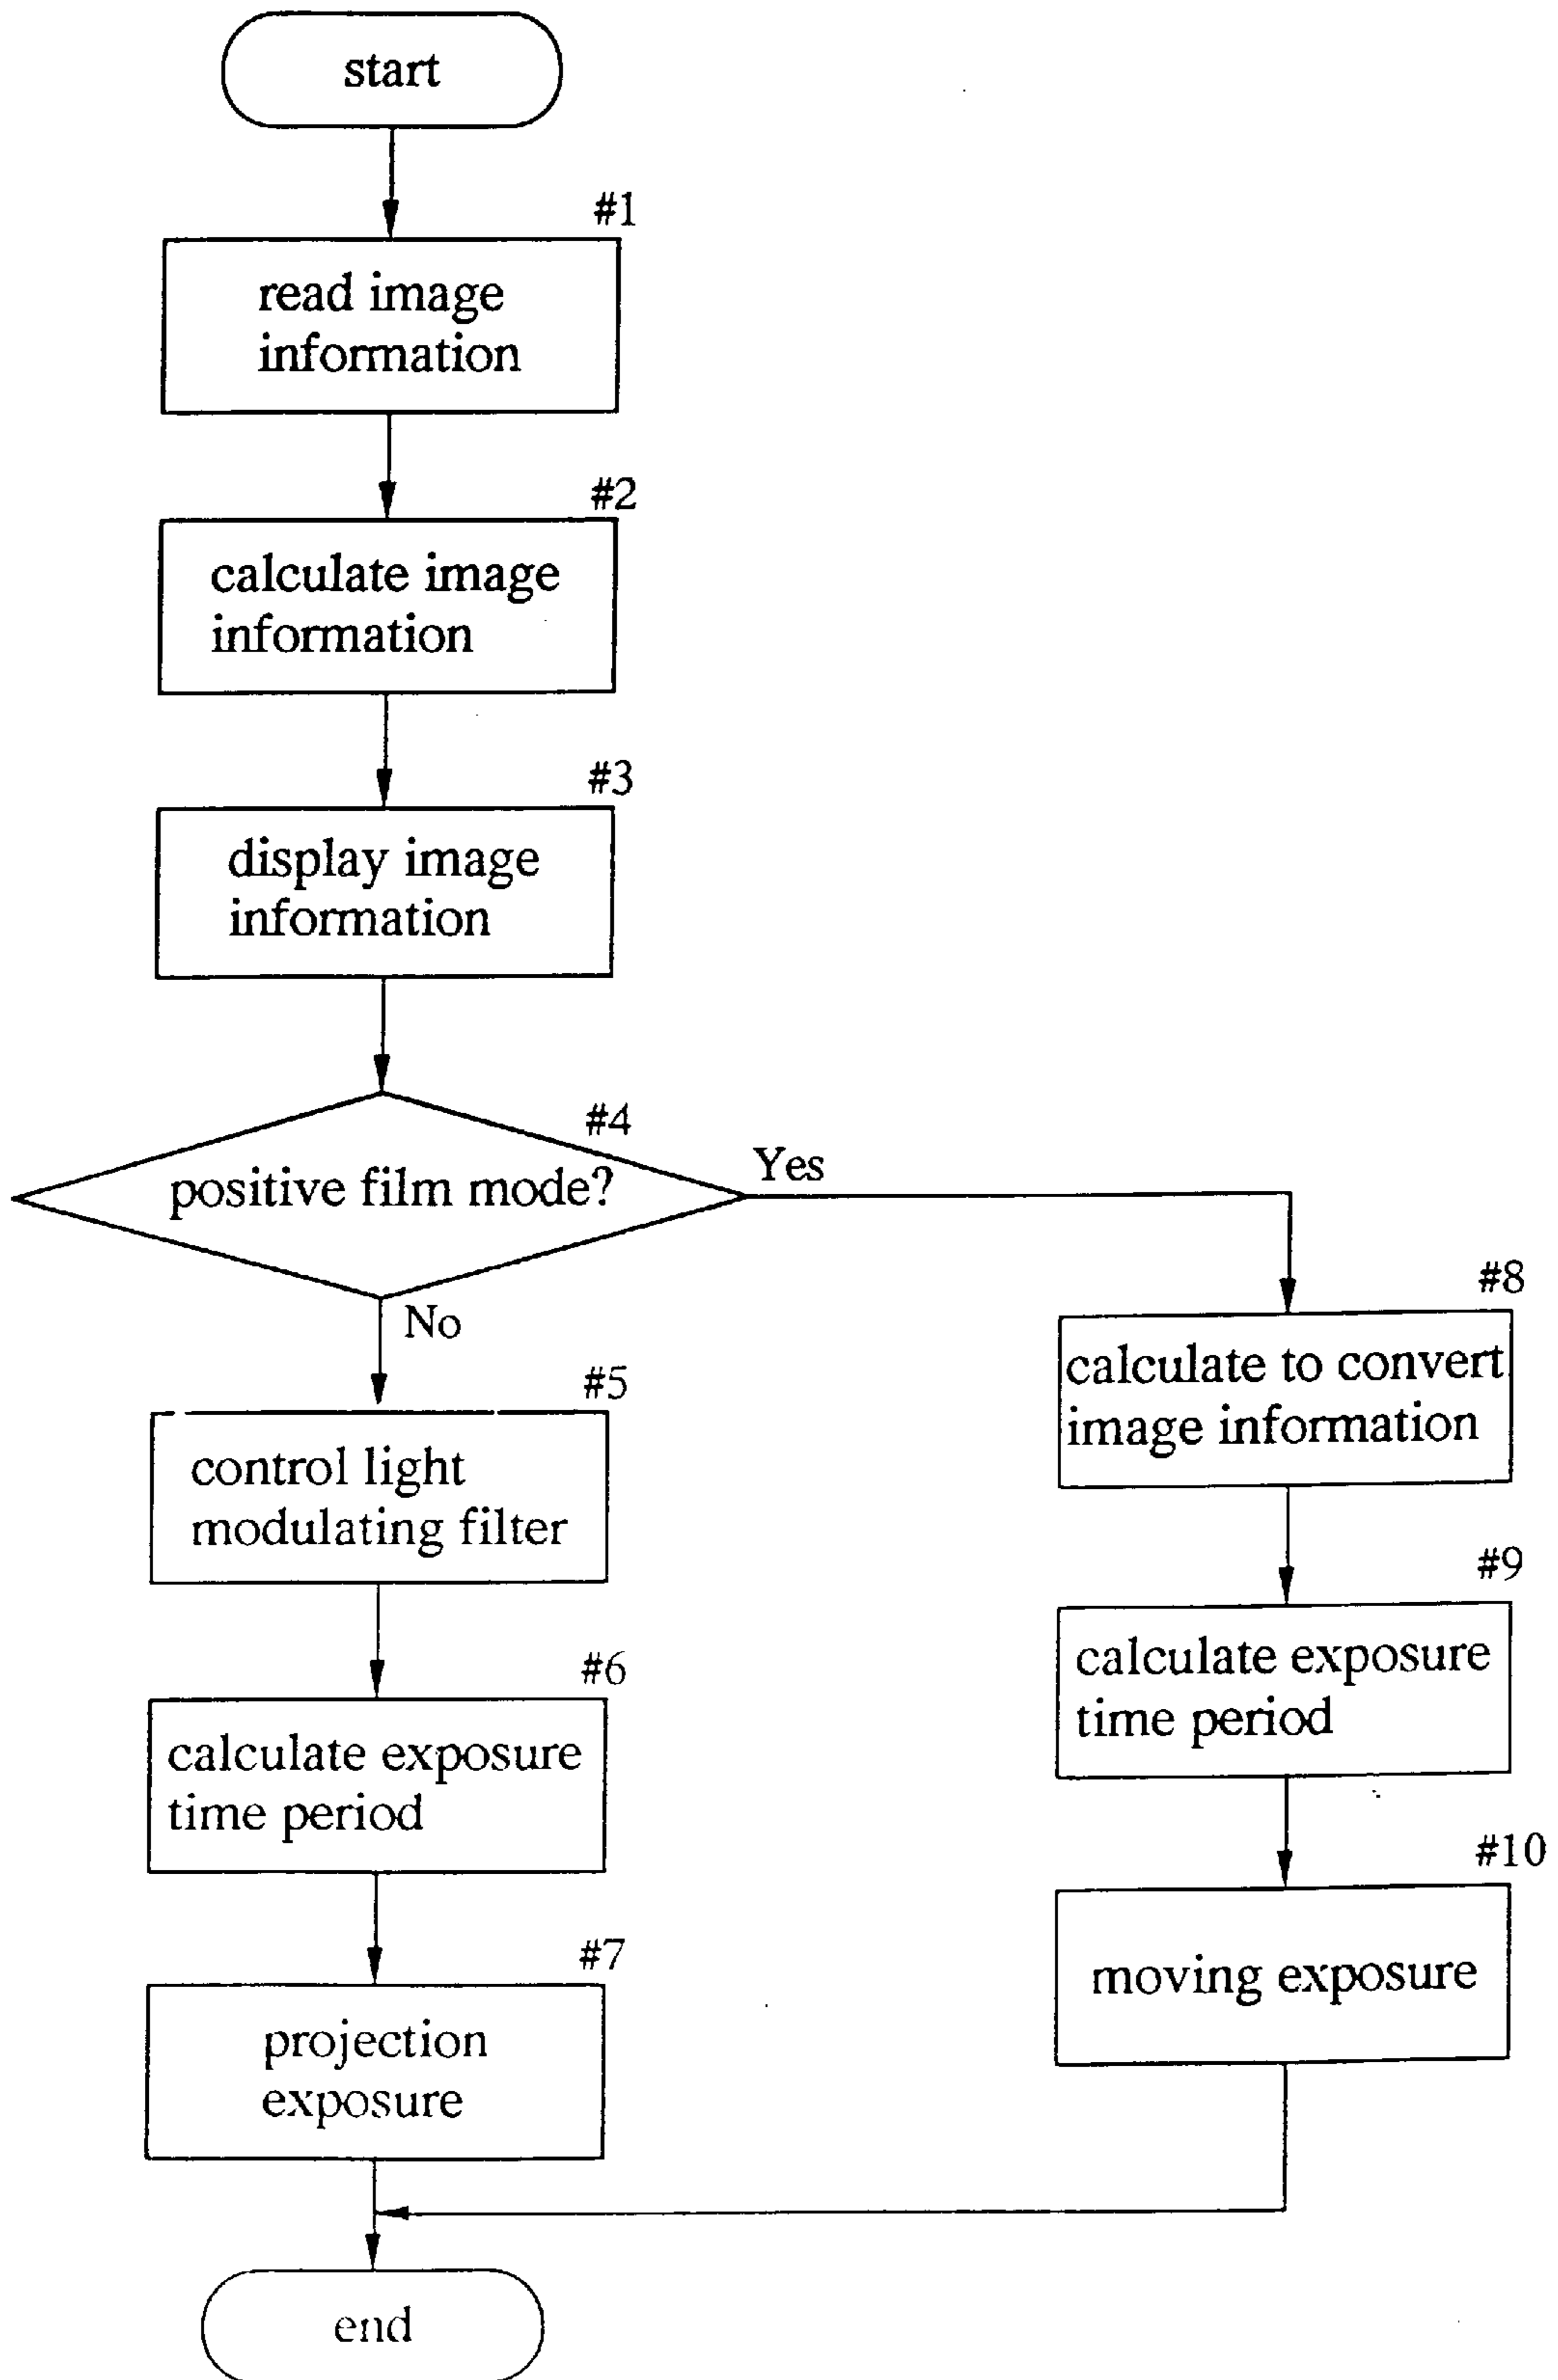 start
#1
read image
information
#2
calculate image
information
#3
display image
information
#4
positive film mode?
Yes
No
#5
control light
modulating filter
#6
calculate exposure
time period
#7
projection
exposure
#8
calculate to convert
image information
#9
calculate exposure
time period
#10
moving exposure
end